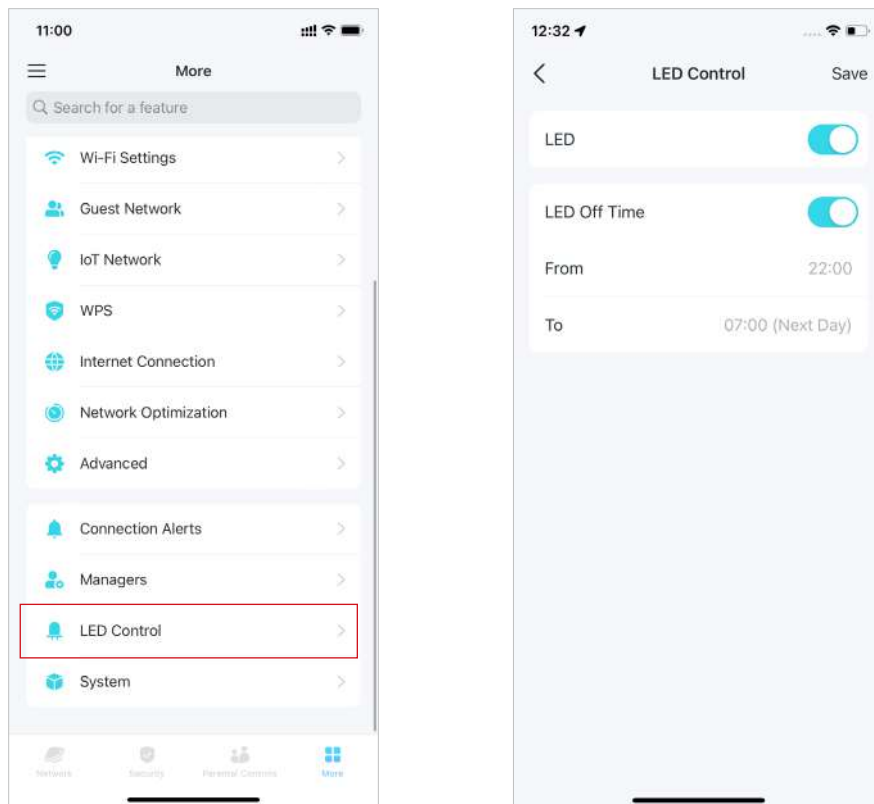 11:00
More
Search for a feature
Wi-Fi Settings
Guest Network
IoT Network
WPS
Internet Connection
Network Optimization
Advanced
Connection Alerts
Managers
LED Control
System
Network
Security
Parental Controls
More
12:32
LED Control
Save
LED
LED Off Time
From
22:00
To
07:00 (Next Day)